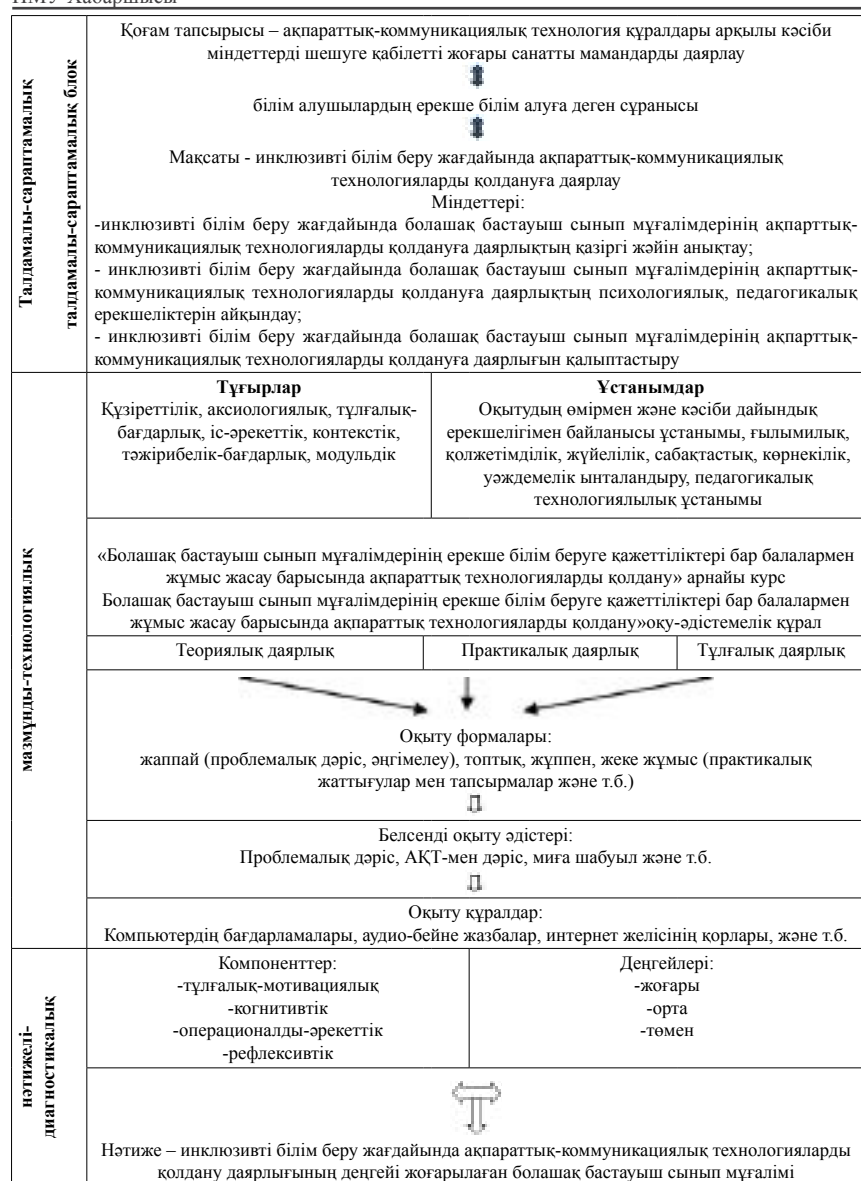 ПМУ Хабаршысы
Талдамалы-сараптамалық
талдамалы-сараптамалық блок
Қоғам тапсырысы – ақпараттық-коммуникациялық технология құралдары арқылы кәсіби
міндеттерді шешуге қабілетті жоғары санатты мамандарды даярлау
білім алушылардың ерекше білім алуға деген сұранысы
Мақсаты - инклюзивті білім беру жағдайында ақпараттық-коммуникациялық
технологияларды қолдануға даярлау
Міндеттері:
-инклюзивті білім беру жағдайында болашақ бастауыш сынып мұғалімдерінің ақпарттық-
коммуникациялық технологияларды қолдануға даярлықтың қазіргі жәйін анықтау;
- инклюзивті білім беру жағдайында болашақ бастауыш сынып мұғалімдерінің ақпарттық-
коммуникациялық технологияларды қолдануға даярлықтың психологиялық, педагогикалық
ерекшеліктерін айқындау;
- инклюзивті білім беру жағдайында болашақ бастауыш сынып мұғалімдерінің ақпарттық-
коммуникациялық технологияларды қолдануға даярлығын қалыптастыру
мазмұнды-технологиялық
Тұғырлар
Құзіреттілік, аксиологиялық, тұлғалық-
бағдарлық, іс-әрекеттік, контекстік,
тәжірибелік-бағдарлық, модульдік
Ұстанымдар
Оқытудың өмірмен және кәсіби дайындық
ерекшелігімен байланысы ұстанымы, ғылымилық,
қолжетімділік, жүйелілік, сабақтастық, көрнекілік,
уәждемелік ынталандыру, педагогикалық
технологиялылық ұстанымы
«Болашақ бастауыш сынып мұғалімдерінің ерекше білім беруге қажеттіліктері бар балалармен
жұмыс жасау барысында ақпараттық технологияларды қолдану» арнайы курс
Болашақ бастауыш сынып мұғалімдерінің ерекше білім беруге қажеттіліктері бар балалармен
жұмыс жасау барысында ақпараттық технологияларды қолдану»оқу-әдістемелік құрал
Теориялық даярлық
Практикалық даярлық
Тұлғалық даярлық
Оқыту формалары:
жаппай (проблемалық дәріс, әңгімелеу), топтық, жұппен, жеке жұмыс (практикалық
жаттығулар мен тапсырмалар және т.б.)
Белсенді оқыту әдістері:
Проблемалық дәріс, АҚТ-мен дәріс, миға шабуыл және т.б.
Оқыту құралдар:
Компьютердің бағдарламалары, аудио-бейне жазбалар, интернет желісінің қорлары, және т.б.
нәтижелі-
диагностикалық
Компоненттер:
-тұлғалық-мотивациялық
-когнитивтік
-операционалды-әрекеттік
-рефлексивтік
Деңгейлері:
-жоғары
-орта
-төмен
Нәтиже – инклюзивті білім беру жағдайында ақпараттық-коммуникациялық технологияларды
қолдану даярлығының деңгейі жоғарылаған болашақ бастауыш сынып мұғалімі